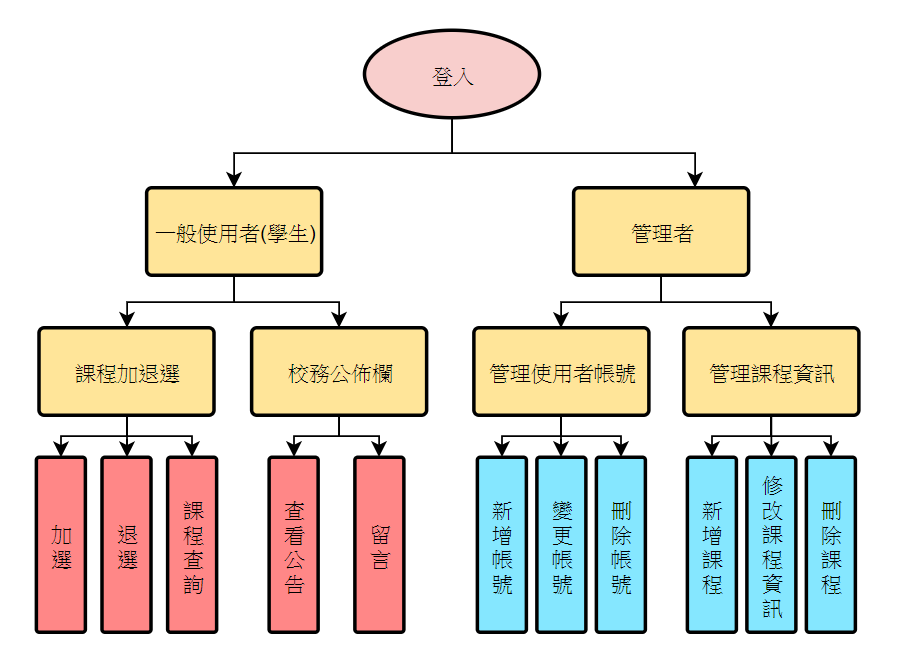 登入
一般使用者(學生)
管理者
課程加退選
校務公佈欄
管理使用者帳號
管理課程資訊
加選
退選
課程查詢
查看公告
留言
新增帳號
變更帳號
刪除帳號
新增課程
修改課程資訊
刪除課程